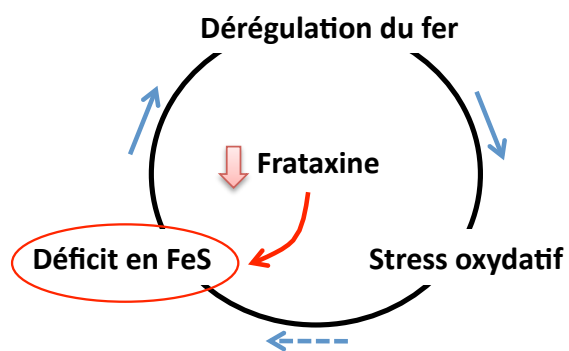 Dérégulation du fer
Frataxine
Déficit en FeS
Stress oxydatif